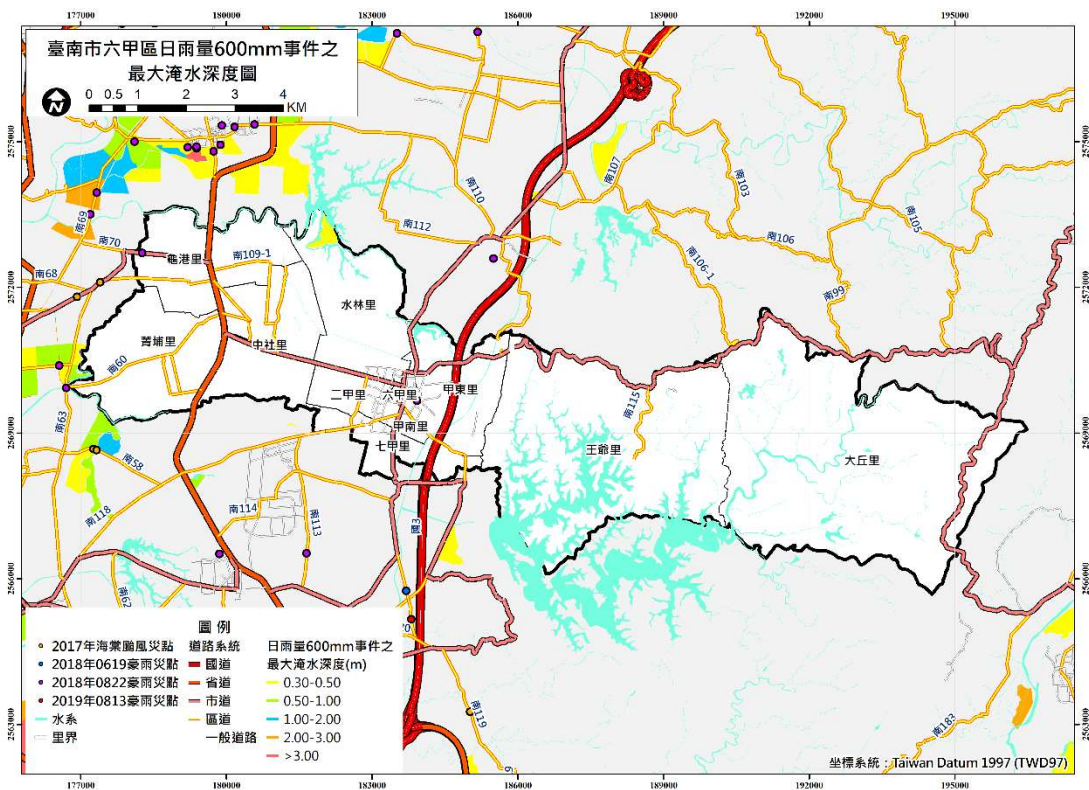 177000 180000 183000 186000 189000 192000 195000
臺南市六甲區日雨量600mm事件之
最大淹水深度圖
N
0 0.5 1 2 3 4
KM
2575000
2575000
南107
南103
南110
南69
南112
南105
南70
南106
龜港里
南109-1
南68
2572000
水林里
南106-1
南99
2572000
菁埔里
中社里
南60
二甲里
六甲里
甲東里
南115
南63
甲南里
2569000
七甲里
王爺里
大丘里
2569000
南58
南118
南114
南113
國3
2566000
南62
2566000
圖 例
2017年海棠颱風災點
2018年0619豪雨災點
2018年0822豪雨災點
2019年0813豪雨災點
水系
里界
道路系統
國道
省道
市道
區道
一般道路
日雨量600mm事件之
最大淹水深度(m)
0.30-0.50
0.50-1.00
1.00-2.00
2.00-3.00
>3.00
南119
南183
2563000
2563000
坐標系統：Taiwan Datum 1997 (TWD97)
177000 180000 183000 186000 189000 192000 195000